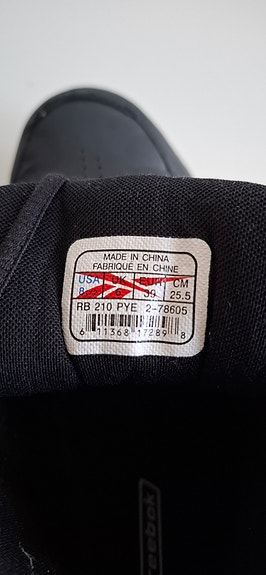 MADE IN CHINA
FABRIQUÉ EN CHINE
USA UK EURO CM
8 39 25.5
RB 210 PYE 2-78605
6 11368 17289 8
Reebok